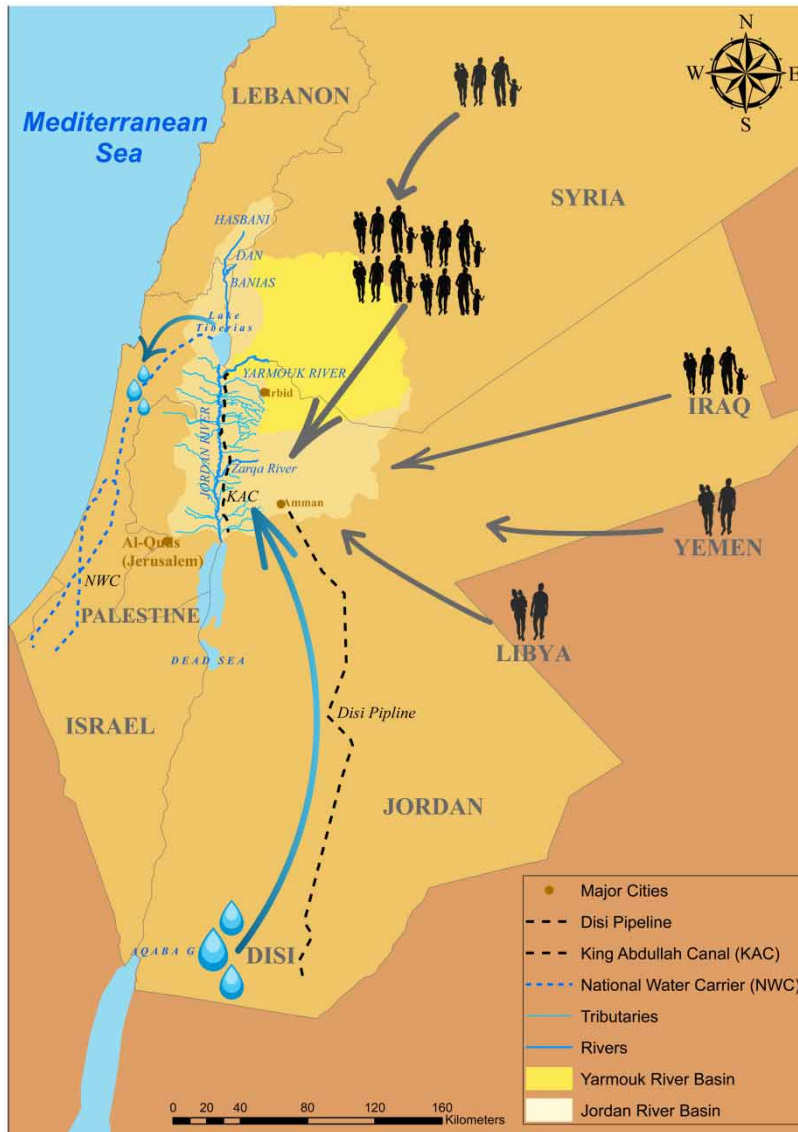 N
W E
S
LEBANON
Mediterranean
Sea
SYRIA
HASBANI
DAN
BANIAS
Lake
Tiberias
YARMOUK RIVER
Irbid
IRAQ
JORDAN RIVER
Zarqa River
KAC
Amman
YEMEN
Al-Quds
(Jerusalem)
NWC
PALESTINE
LIBYA
DEAD SEA
Disi Pipline
ISRAEL
JORDAN
AQABA G
DISI
Major Cities
Disi Pipeline
King Abdullah Canal (KAC)
National Water Carrier (NWC)
Tributaries
Rivers
Yarmouk River Basin
Jordan River Basin
0 20 40 80 120 160
Kilometers